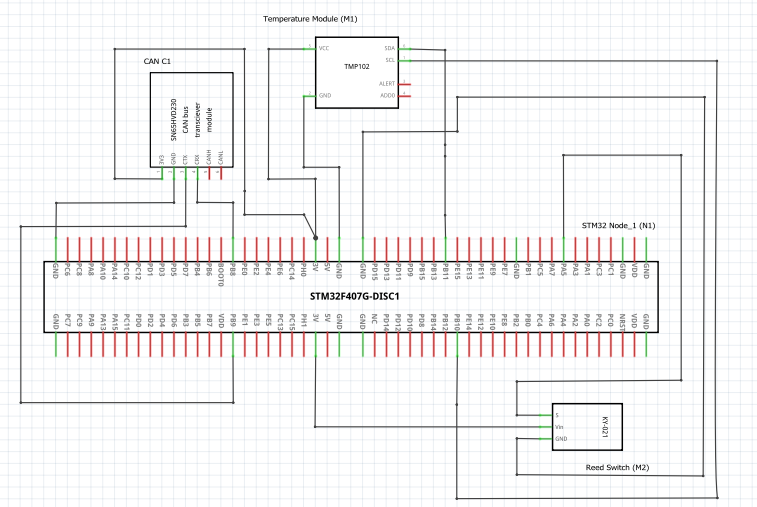 Temperature Module (M1)
VCC
GND
TMP102
SDA
SCL
ALERT
ADD0
CAN C1
SN65HVD230
CAN bus
transciever
module
3V3
GND
CTX
CRX
CANH
CANL
STM32 Node_1 (N1)
GND PC6 PC8 PA8 PA10 PA14 PC10 PC12 PD1 PD3 PD5 PD7 PB4 PB6 BOOT0 PB8 PE0 PE2 PE4 PE6 PC14 PH0 3V 5V GND GND PD15 PD13 PD11 PD9 PB15 PB13 PB11 PE15 PE13 PE11 PE9 PE7 GND PB1 PC5 PA7 PA5 PA3 PA1 PC3 PC1 GND VDD GND
STM32F407G-DISC1
GND PC7 PC9 PA9 PA13 PA15 PC11 PD0 PD2 PD4 PD6 PB3 PB5 PB7 VDD PB9 PE1 PE3 PE5 PC13 PC15 PH1 3V 5V GND GND NC PD14 PD12 PD10 PD8 PB14 PB12 PB10 PE14 PE12 PE10 PE8 PB2 PB0 PC4 PA6 PA4 PA2 PA0 PC2 PC0 NRST VDD GND
S
Vin
GND
KY-021
Reed Switch (M2)